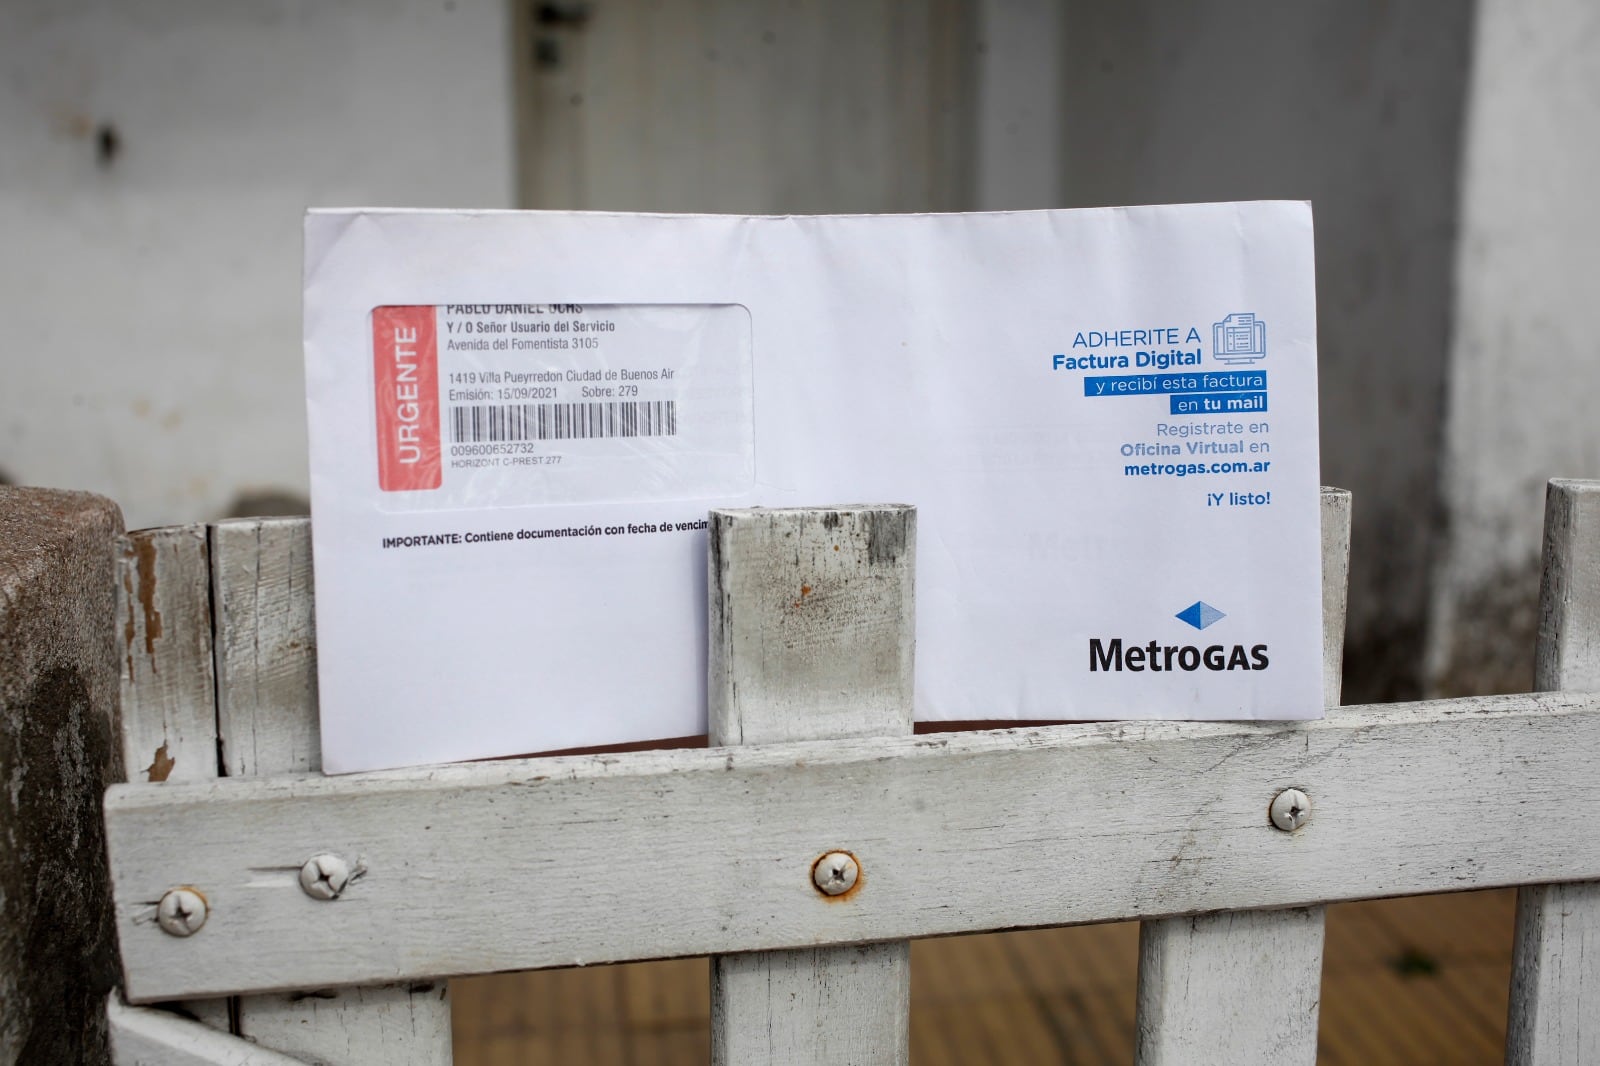 URGENTE
PABLO DANIEL OCHS
Y / O Señor Usuario del Servicio
Avenida del Fomentista 3105
1419 Villa Pueyrredon Ciudad de Buenos Air
Emisión: 15/09/2021 Sobre: 279
009600652732
HORIZONT C-PREST 277
IMPORTANTE: Contiene documentación con fecha de vencim
ADHERITE A
Factura Digital
y recibí esta factura
en tu mail
Registrate en
Oficina Virtual en
metrogas.com.ar
¡Y listo!
MetroGAS